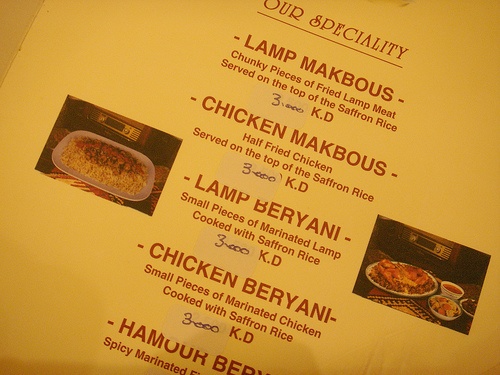 OUR SPECIALITY
- LAMP MAKBOUS -
Chunky Pieces of Fried Lamp Meat
Served on the top of the Saffron Rice
3.000 K.D
- CHICKEN MAKBOUS -
Half Fried Chicken
Served on the top of the Saffron Rice
3.000 K.D
- LAMP BERYANI -
Small Pieces of Marinated Lamp
Cooked with Saffron Rice
3.000 K.D
- CHICKEN BERYANI-
Small Pieces of Marinated Chicken
Cooked with Saffron Rice
3.000 K.D
- HAMOUR BERY
Spicy Marinated